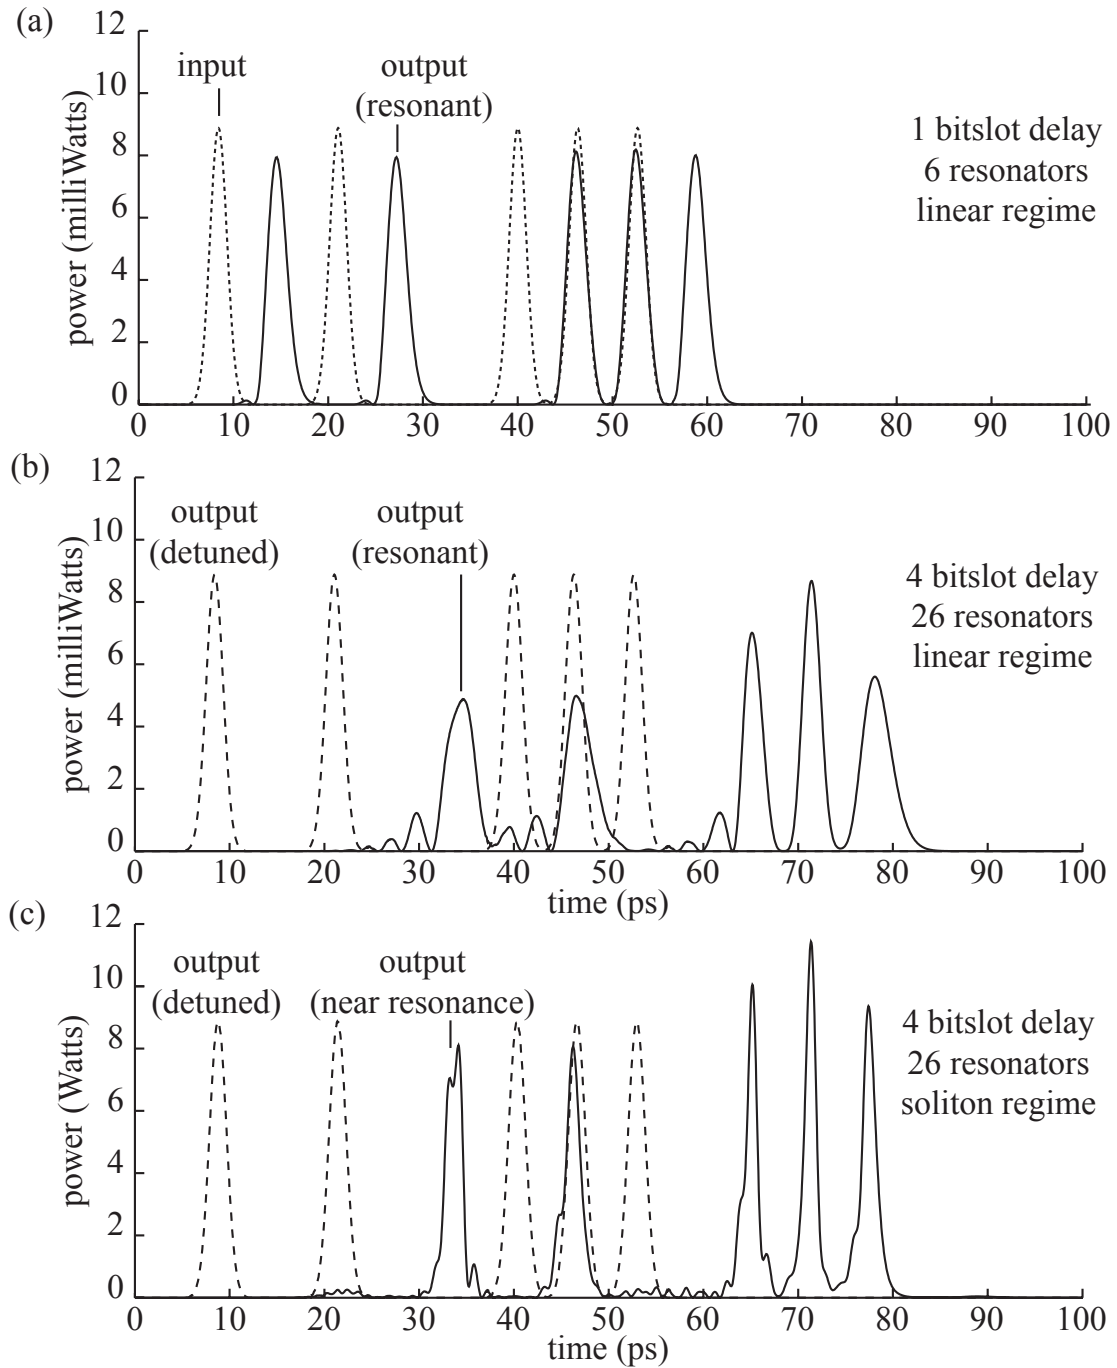 (a)
12
10
8
6
4
2
0
power (milliWatts)
input
output
(resonant)
1 bitslot delay
6 resonators
linear regime
0 10 20 30 40 50 60 70 80 90 100
(b)
12
10
8
6
4
2
0
power (milliWatts)
output
(detuned)
output
(resonant)
4 bitslot delay
26 resonators
linear regime
0 10 20 30 40 50 60 70 80 90 100
time (ps)
(c)
12
10
8
6
4
2
0
power (Watts)
output
(detuned)
output
(near resonance)
4 bitslot delay
26 resonators
soliton regime
0 10 20 30 40 50 60 70 80 90 100
time (ps)